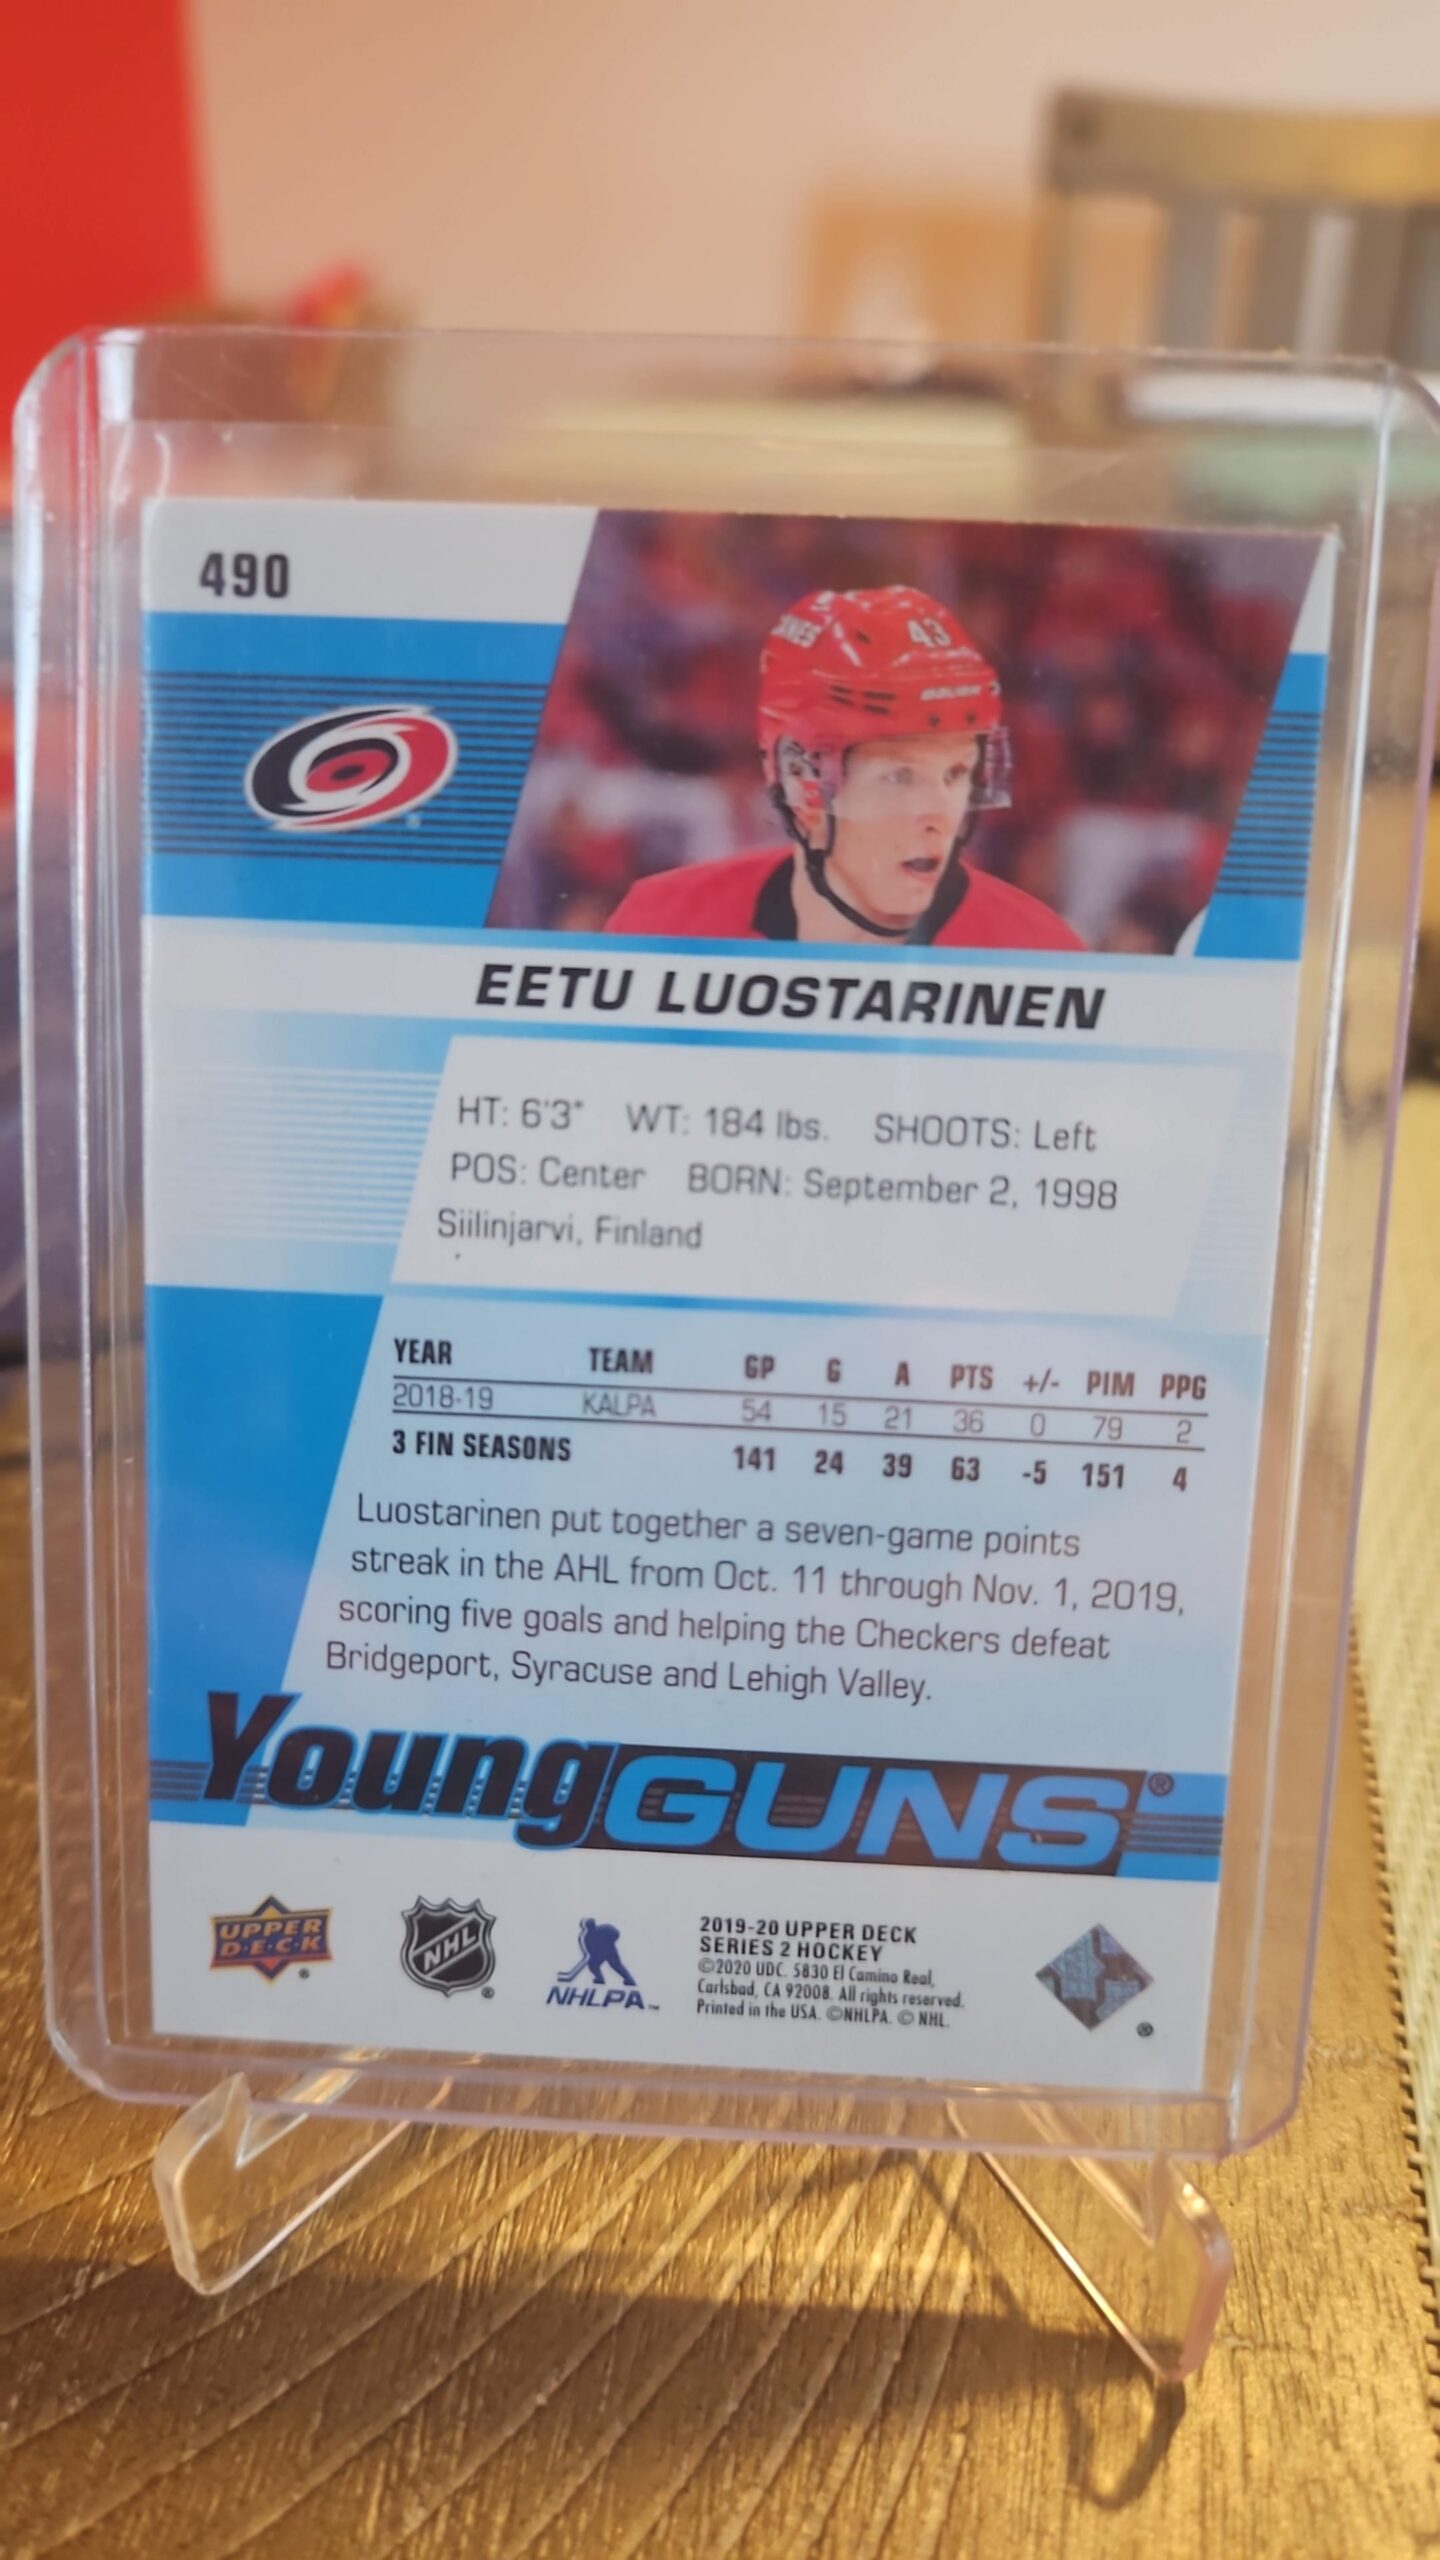 490
CANES
43
BAUER
EETU LUOSTARINEN
HT: 6'3" WT: 184 lbs. SHOOTS: Left
POS: Center BORN: September 2, 1998
Siilinjarvi, Finland
YEAR TEAM GP G A PTS +/- PIM PPG
2018-19 KALPA 54 15 21 36 0 79 2
3 FIN SEASONS 141 24 39 63 -5 151 4
Luostarinen put together a seven-game points
streak in the AHL from Oct. 11 through Nov. 1, 2019,
scoring five goals and helping the Checkers defeat
Bridgeport, Syracuse and Lehigh Valley.
Young GUNS®
UPPER
D·E·C·K ®
NHL ®
NHLPA™
2019-20 UPPER DECK
SERIES 2 HOCKEY
©2020 UDC. 5830 El Camino Real,
Carlsbad, CA 92008. All rights reserved.
Printed in the USA. ©NHLPA. © NHL.
®